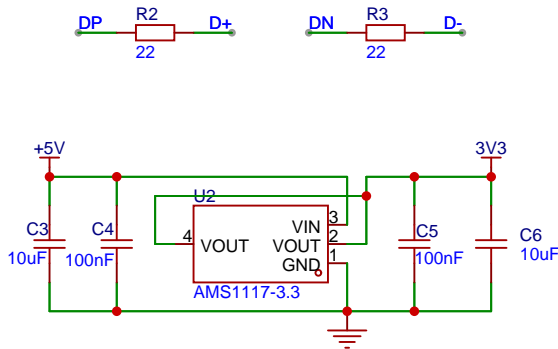 DP R2 D+ DN R3 D-
22 22
+5V 3V3
U2
C3 C4 VIN 3 C5 C6
4 VOUT VOUT 2
10uF 100nF GND 1 100nF 10uF
AMS1117-3.3